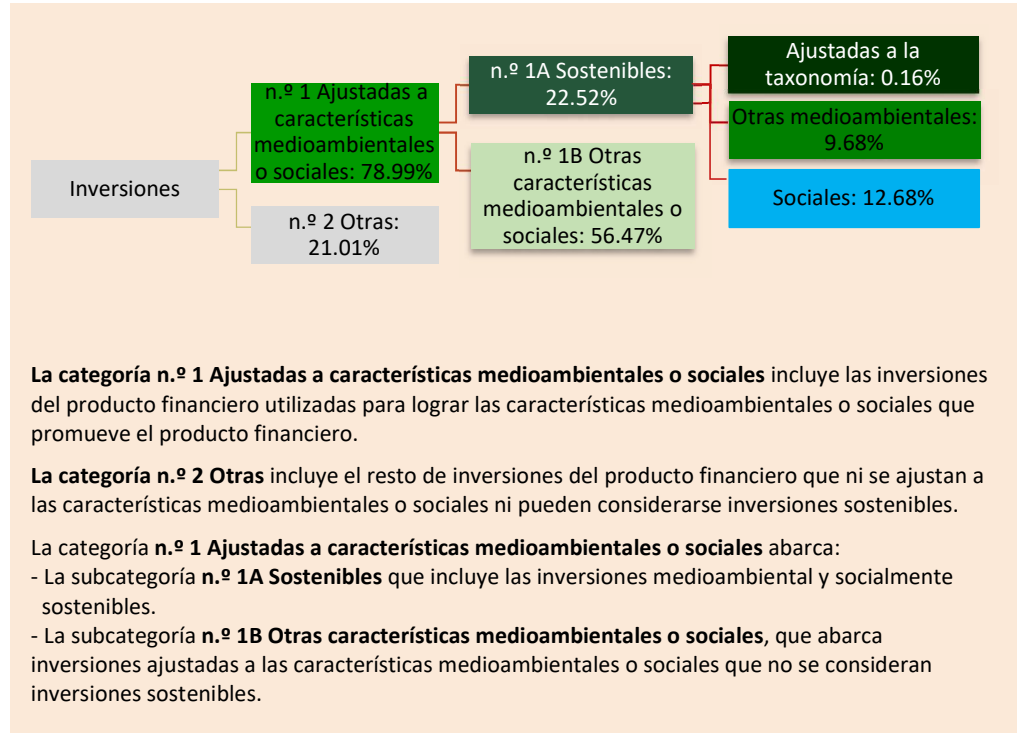 Inversiones
n.º 1 Ajustadas a
características
medioambientales
o sociales: 78.99%
n.º 2 Otras:
21.01%
n.º 1A Sostenibles:
22.52%
n.º 1B Otras
características
medioambientales o
sociales: 56.47%
Ajustadas a la
taxonomía: 0.16%
Otras medioambientales:
9.68%
Sociales: 12.68%
La categoría n.º 1 Ajustadas a características medioambientales o sociales incluye las inversiones
del producto financiero utilizadas para lograr las características medioambientales o sociales que
promueve el producto financiero.
La categoría n.º 2 Otras incluye el resto de inversiones del producto financiero que ni se ajustan a
las características medioambientales o sociales ni pueden considerarse inversiones sostenibles.
La categoría n.º 1 Ajustadas a características medioambientales o sociales abarca:
- La subcategoría n.º 1A Sostenibles que incluye las inversiones medioambiental y socialmente
sostenibles.
- La subcategoría n.º 1B Otras características medioambientales o sociales, que abarca
inversiones ajustadas a las características medioambientales o sociales que no se consideran
inversiones sostenibles.